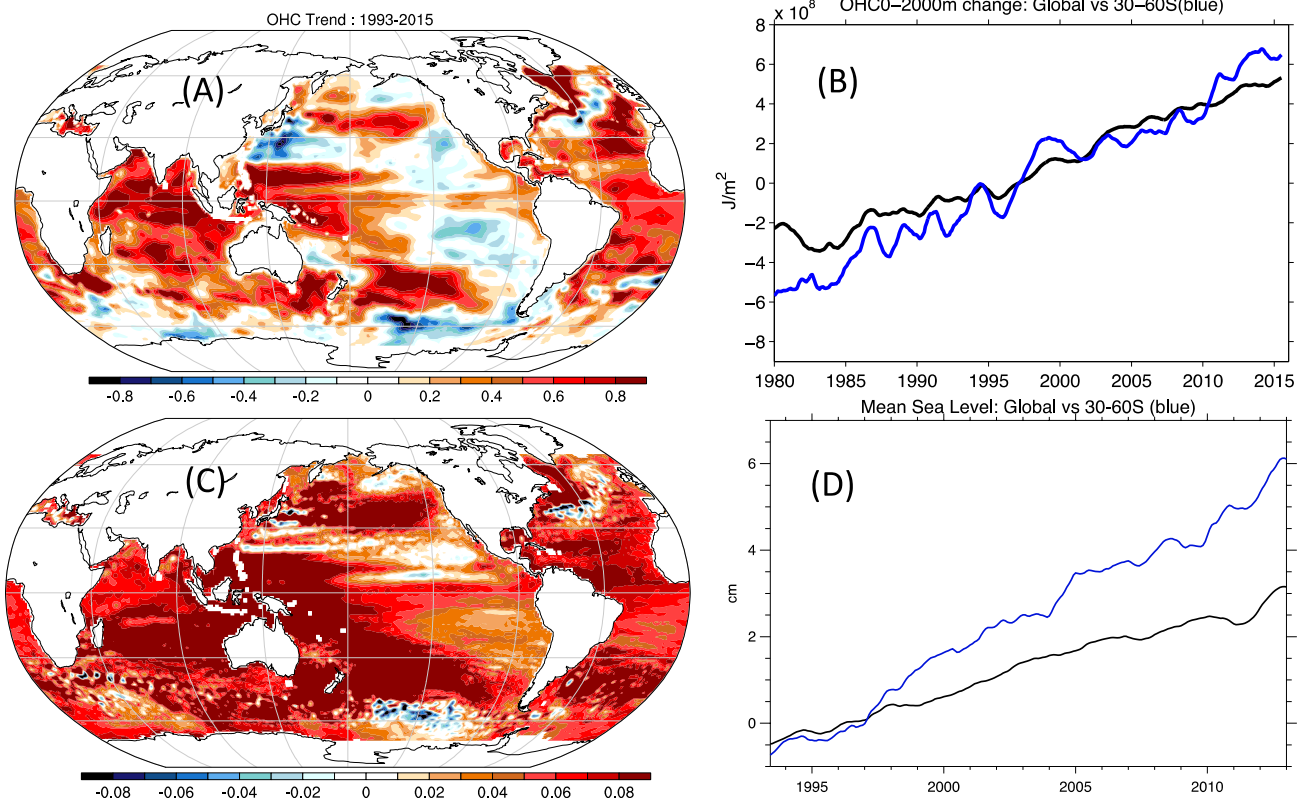 OHC Trend : 1993-2015
(A)
-0.8 -0.6 -0.4 -0.2 0 0.2 0.4 0.6 0.8
OHC0–2000m change: Global vs 30–60S(blue)
x 10⁸
(B)
J/m²
8
6
4
2
0
−2
−4
−6
−8
1980 1985 1990 1995 2000 2005 2010 2015
(C)
-0.08 -0.06 -0.04 -0.02 0 0.02 0.04 0.06 0.08
Mean Sea Level: Global vs 30-60S (blue)
(D)
cm
6
4
2
0
1995 2000 2005 2010